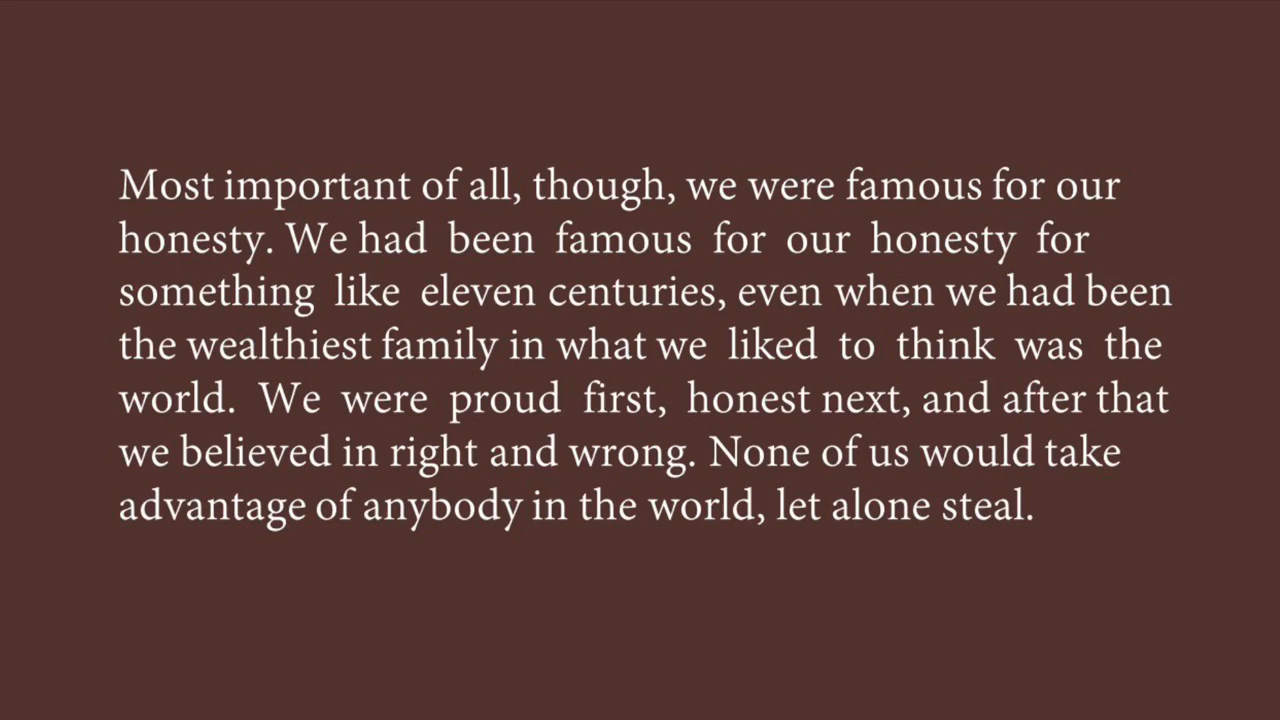 Most important of all, though, we were famous for our
honesty. We had been famous for our honesty for
something like eleven centuries, even when we had been
the wealthiest family in what we liked to think was the
world. We were proud first, honest next, and after that
we believed in right and wrong. None of us would take
advantage of anybody in the world, let alone steal.